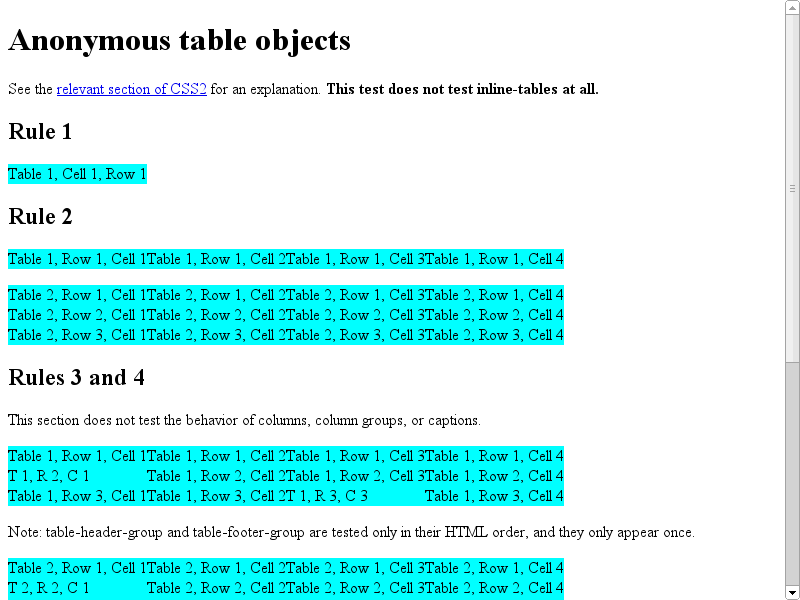 Anonymous table objects
See the relevant section of CSS2 for an explanation. This test does not test inline-tables at all.
Rule 1
Table 1, Cell 1, Row 1
Rule 2
Table 1, Row 1, Cell 1Table 1, Row 1, Cell 2Table 1, Row 1, Cell 3Table 1, Row 1, Cell 4
Table 2, Row 1, Cell 1Table 2, Row 1, Cell 2Table 2, Row 1, Cell 3Table 2, Row 1, Cell 4
Table 2, Row 2, Cell 1Table 2, Row 2, Cell 2Table 2, Row 2, Cell 3Table 2, Row 2, Cell 4
Table 2, Row 3, Cell 1Table 2, Row 3, Cell 2Table 2, Row 3, Cell 3Table 2, Row 3, Cell 4
Rules 3 and 4
This section does not test the behavior of columns, column groups, or captions.
Table 1, Row 1, Cell 1Table 1, Row 1, Cell 2Table 1, Row 1, Cell 3Table 1, Row 1, Cell 4
T 1, R 2, C 1 Table 1, Row 2, Cell 2Table 1, Row 2, Cell 3Table 1, Row 2, Cell 4
Table 1, Row 3, Cell 1Table 1, Row 3, Cell 2T 1, R 3, C 3 Table 1, Row 3, Cell 4
Note: table-header-group and table-footer-group are tested only in their HTML order, and they only appear once.
Table 2, Row 1, Cell 1Table 2, Row 1, Cell 2Table 2, Row 1, Cell 3Table 2, Row 1, Cell 4
T 2, R 2, C 1 Table 2, Row 2, Cell 2Table 2, Row 2, Cell 3Table 2, Row 2, Cell 4